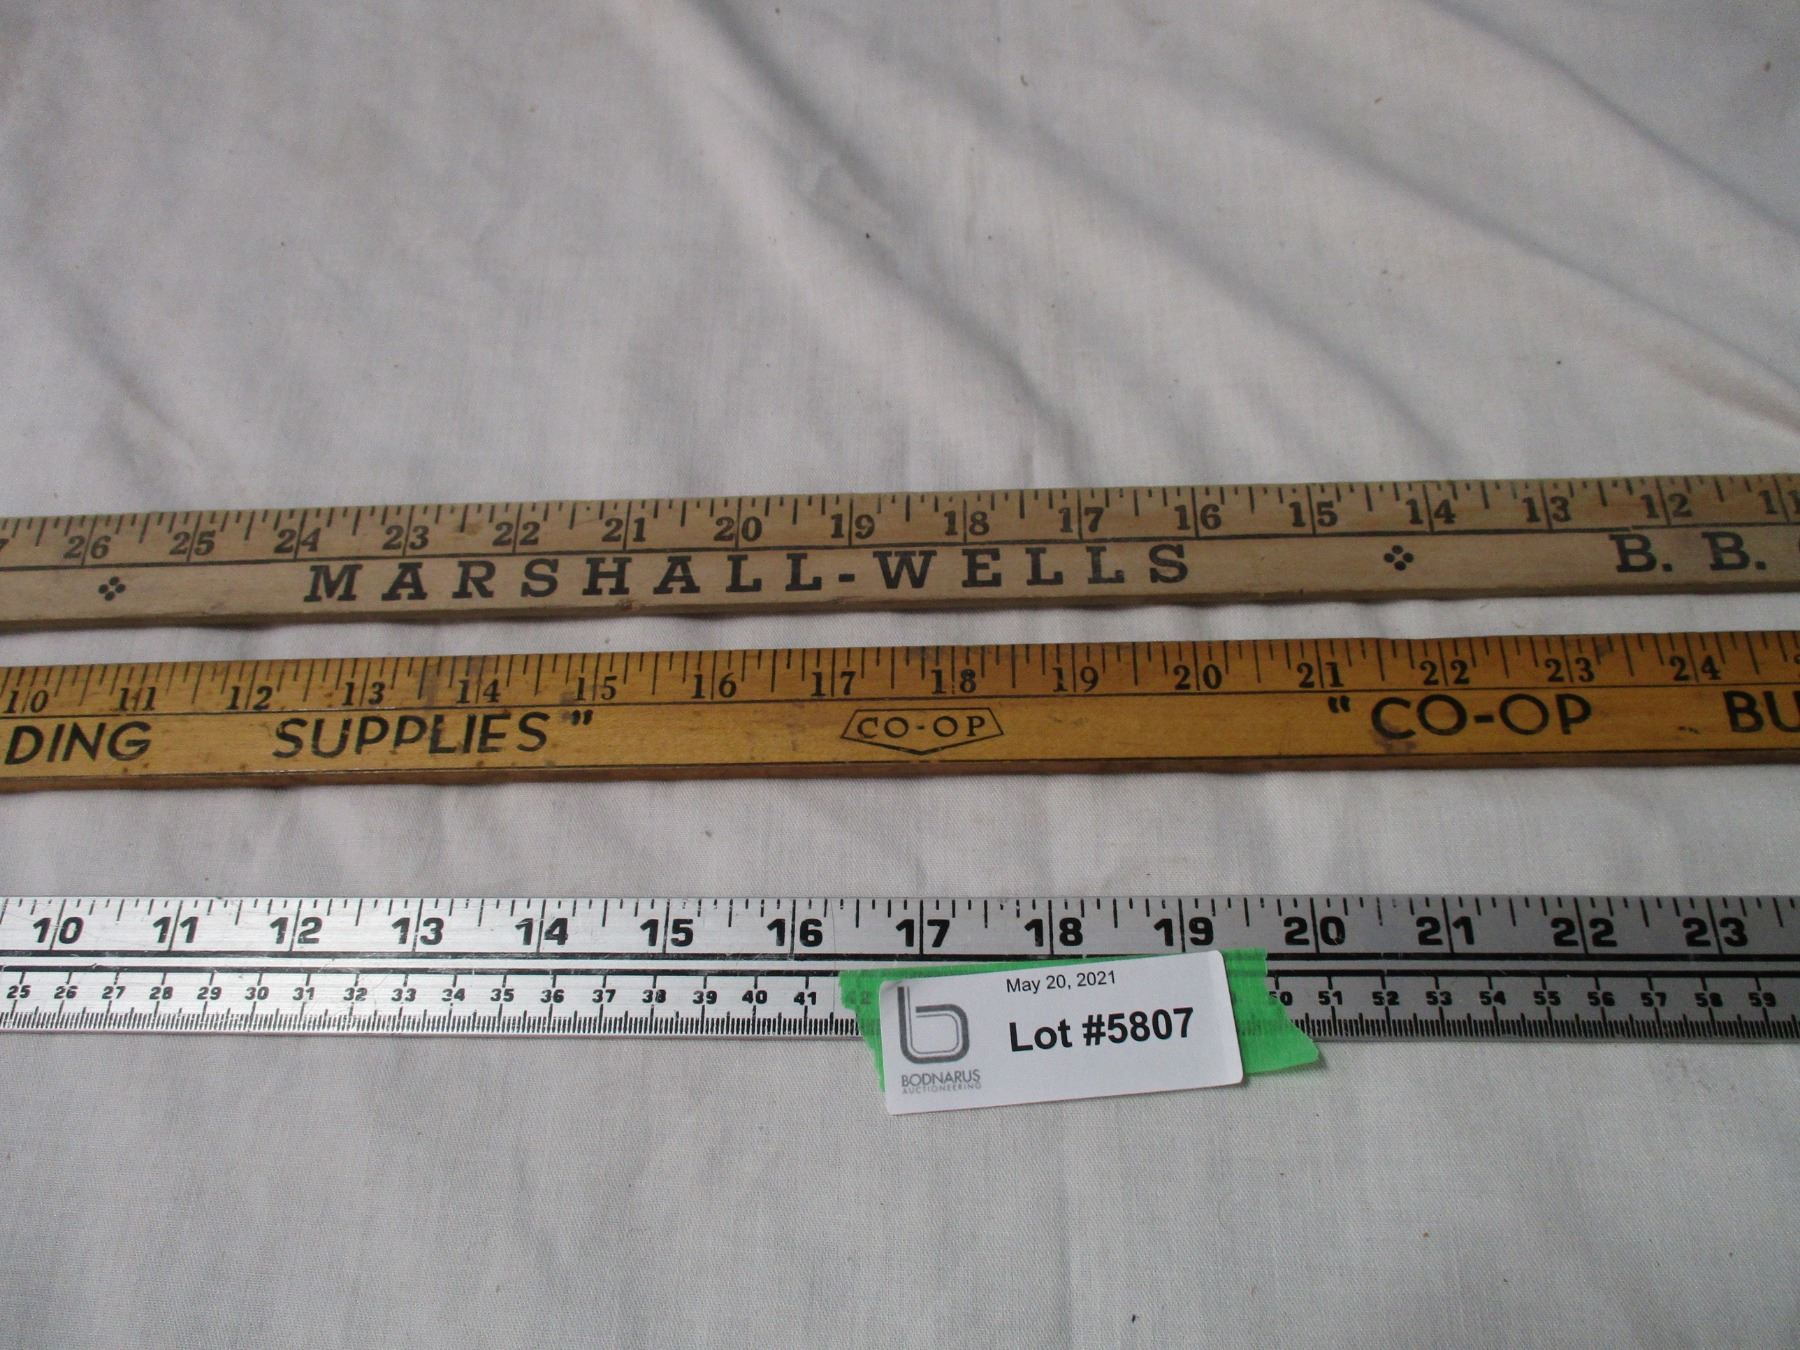 26 25 24 23 22 21 20 19 18 17 16 15 14 13 12
MARSHALL-WELLS B. B.
10 11 12 13 14 15 16 17 18 19 20 21 22 23 24
DING SUPPLIES" CO-OP "CO-OP BU
10 11 12 13 14 15 16 17 18 19 20 21 22 23
25 26 27 28 29 30 31 32 33 34 35 36 37 38 39 40 41 42 50 51 52 53 54 55 56 57 58 59
May 20, 2021
Lot #5807
b
BODNARUS
AUCTIONEERING